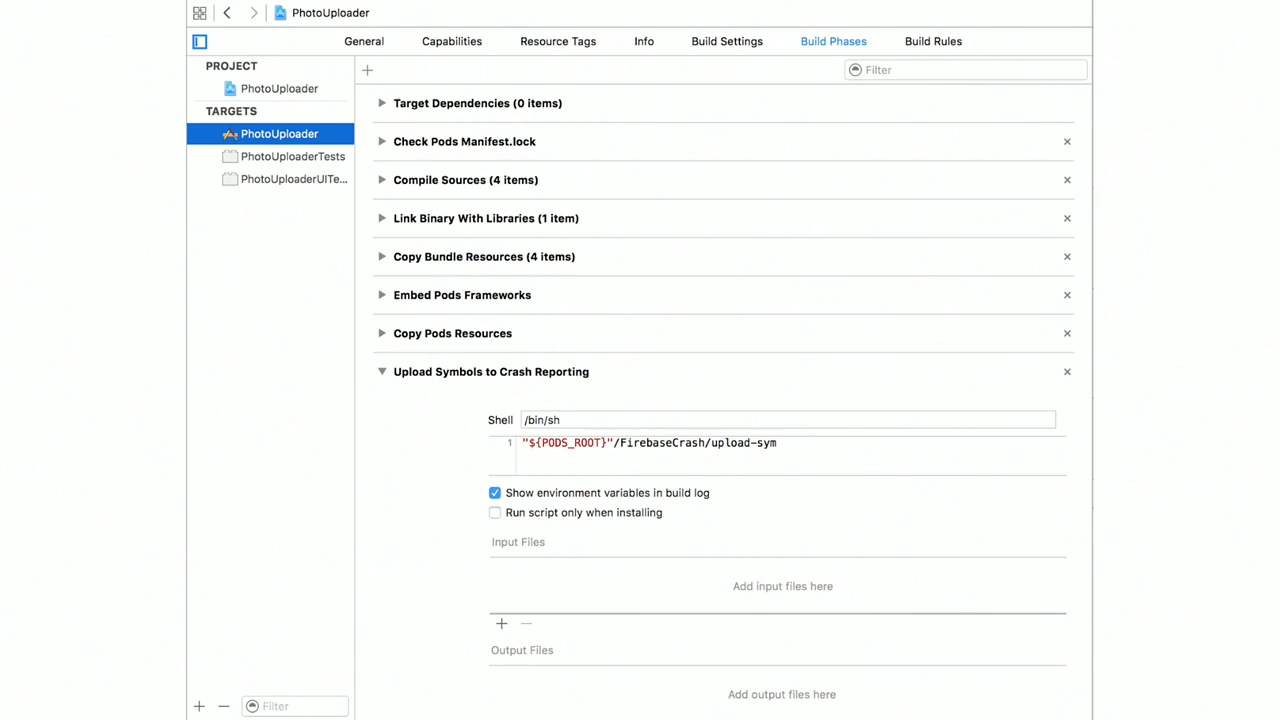 PhotoUploader
General Capabilities Resource Tags Info Build Settings Build Phases Build Rules
PROJECT
PhotoUploader
TARGETS
PhotoUploader
PhotoUploaderTests
PhotoUploaderUITe...
Filter
Filter
Target Dependencies (0 items)
Check Pods Manifest.lock
Compile Sources (4 items)
Link Binary With Libraries (1 item)
Copy Bundle Resources (4 items)
Embed Pods Frameworks
Copy Pods Resources
Upload Symbols to Crash Reporting
Shell /bin/sh
1 "${PODS_ROOT}"/FirebaseCrash/upload-sym
Show environment variables in build log
Run script only when installing
Input Files
Add input files here
Output Files
Add output files here